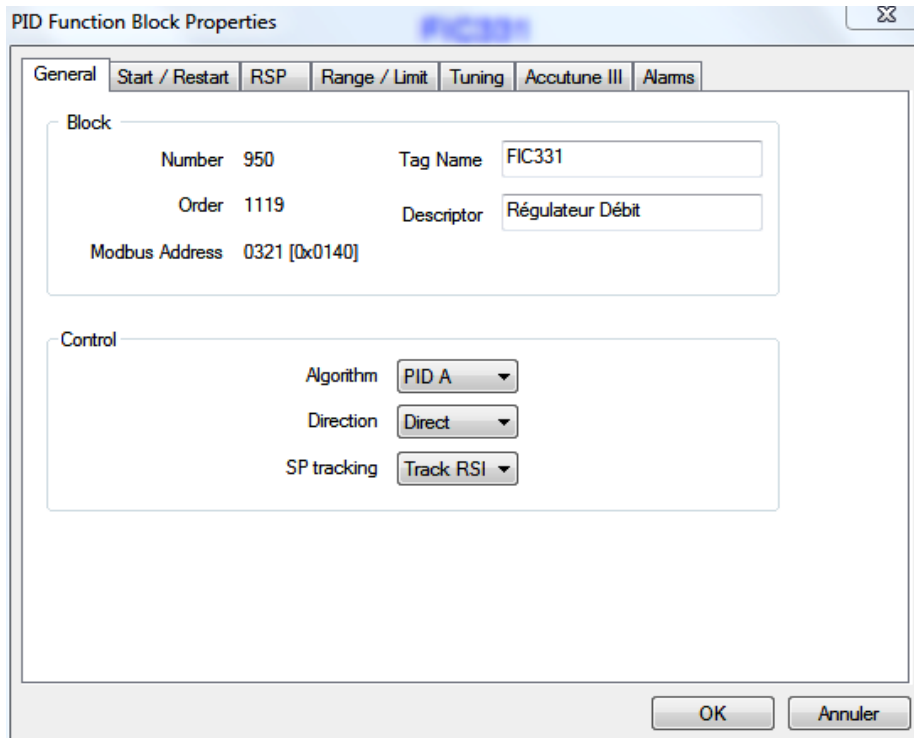 PID Function Block Properties
FIC331
General Start / Restart RSP Range / Limit Tuning Accutune III Alarms
Block
Number 950 Tag Name FIC331
Order 1119 Descriptor Régulateur Débit
Modbus Address 0321 [0x0140]
Control
Algorithm PID A
Direction Direct
SP tracking Track RSI
OK Annuler